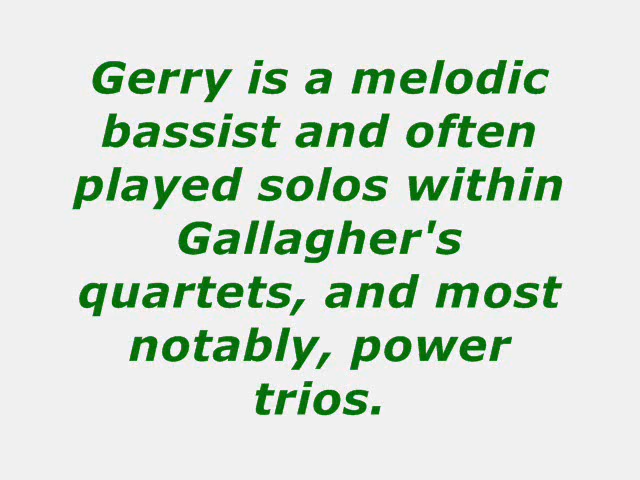 Gerry is a melodic
bassist and often
played solos within
Gallagher's
quartets, and most
notably, power
trios.